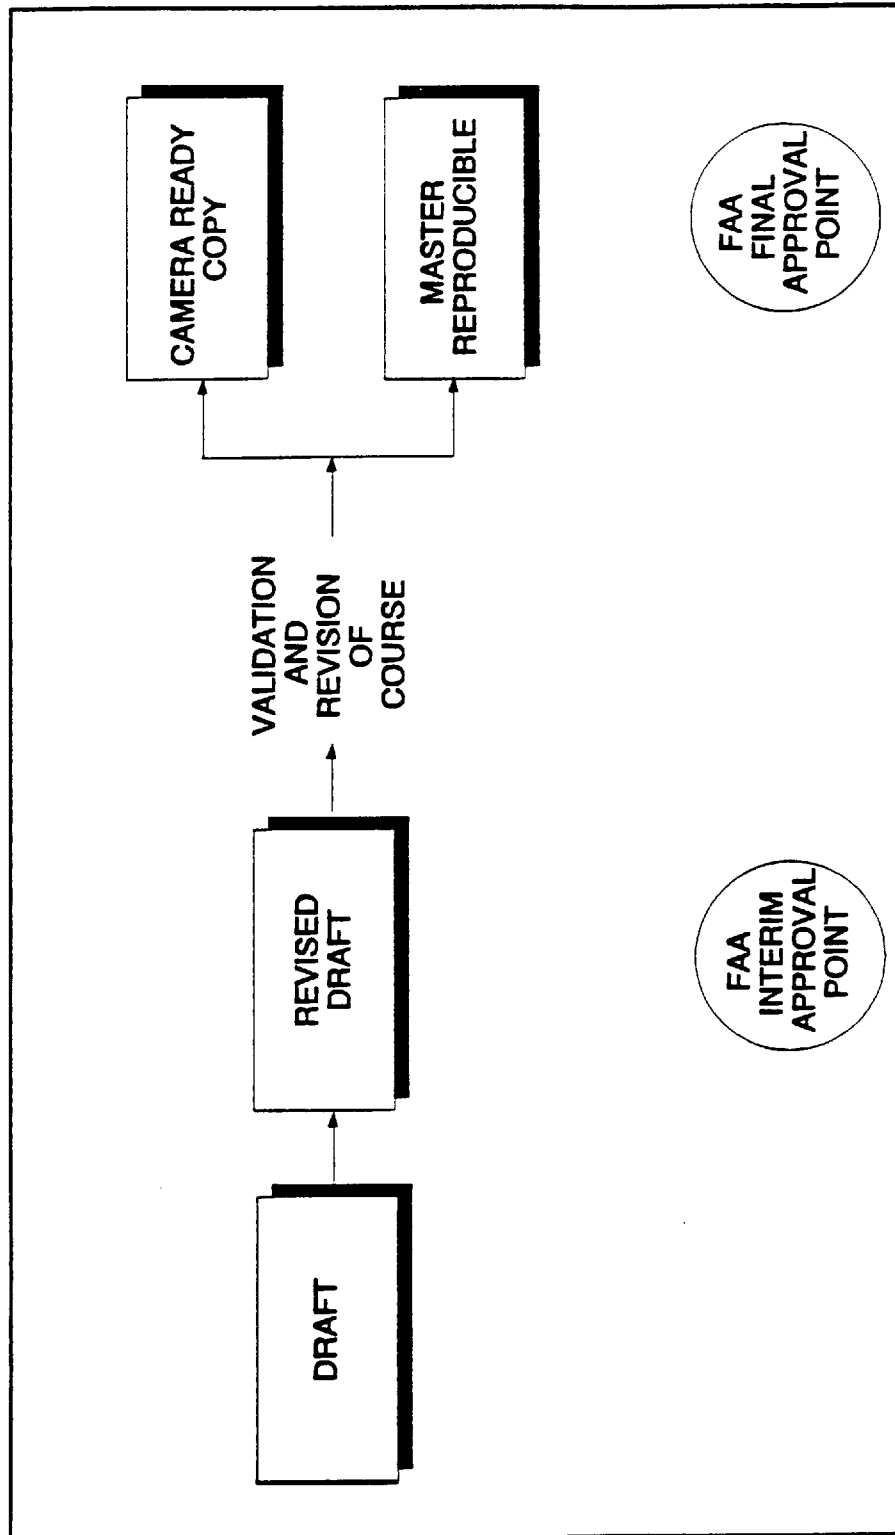 DRAFT
REVISED
DRAFT
VALIDATION
AND
REVISION
OF
COURSE
CAMERA READY
COPY
MASTER
REPRODUCIBLE
FAA
INTERIM
APPROVAL
POINT
FAA
FINAL
APPROVAL
POINT